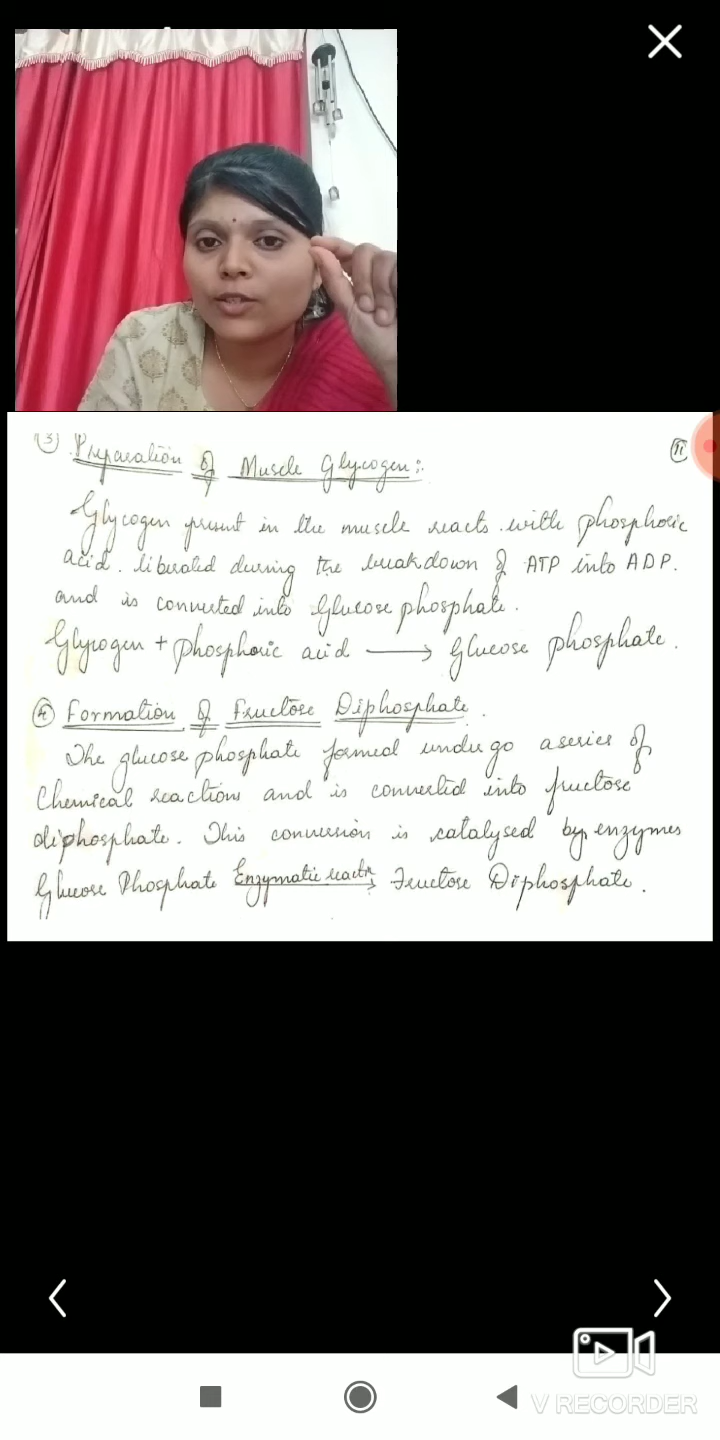 ③ Preparation of Muscle Glycogen:
⑪
Glycogen present in the muscle reacts with phosphoric
acid. liberated during the breakdown of ATP into ADP.
and is converted into Glucose phosphate.
Glycogen + phosphoric acid ⟶ Glucose phosphate.
④ Formation of Fructose Diphosphate.
The glucose phosphate formed undergo a series of
Chemical reactions and is converted into fructose
diphosphate. This conversion is catalysed by enzymes
Glucose Phosphate Enzymatic reactn⟶ Fructose Diphosphate.
V RECORDER